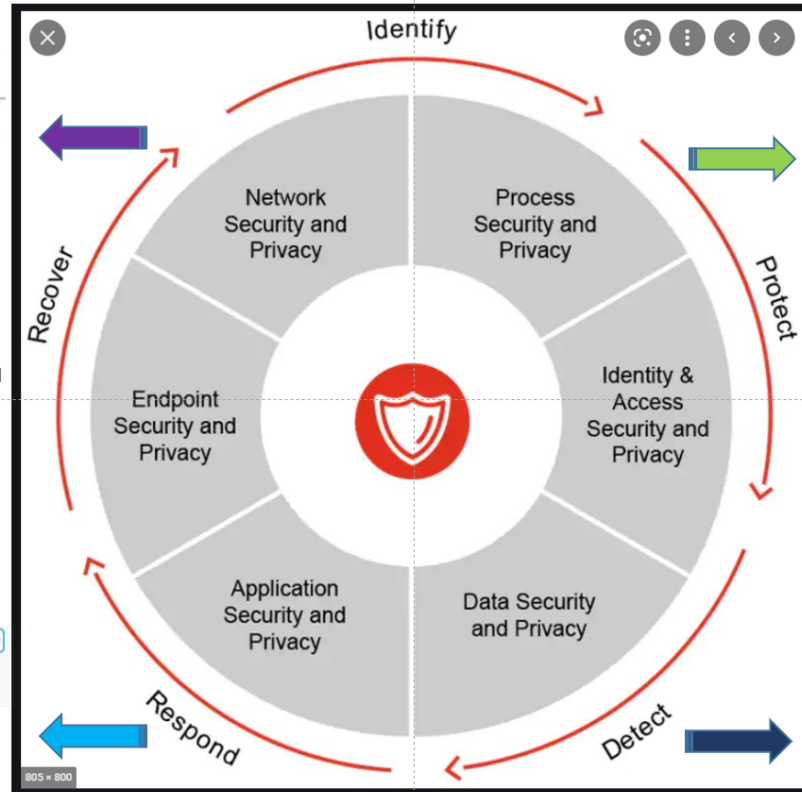 Identify
Network
Security and
Privacy
Process
Security and
Privacy
Recover
Protect
Endpoint
Security and
Privacy
Identity &
Access
Security and
Privacy
Application
Security and
Privacy
Data Security
and Privacy
Respond
Detect
805 × 800